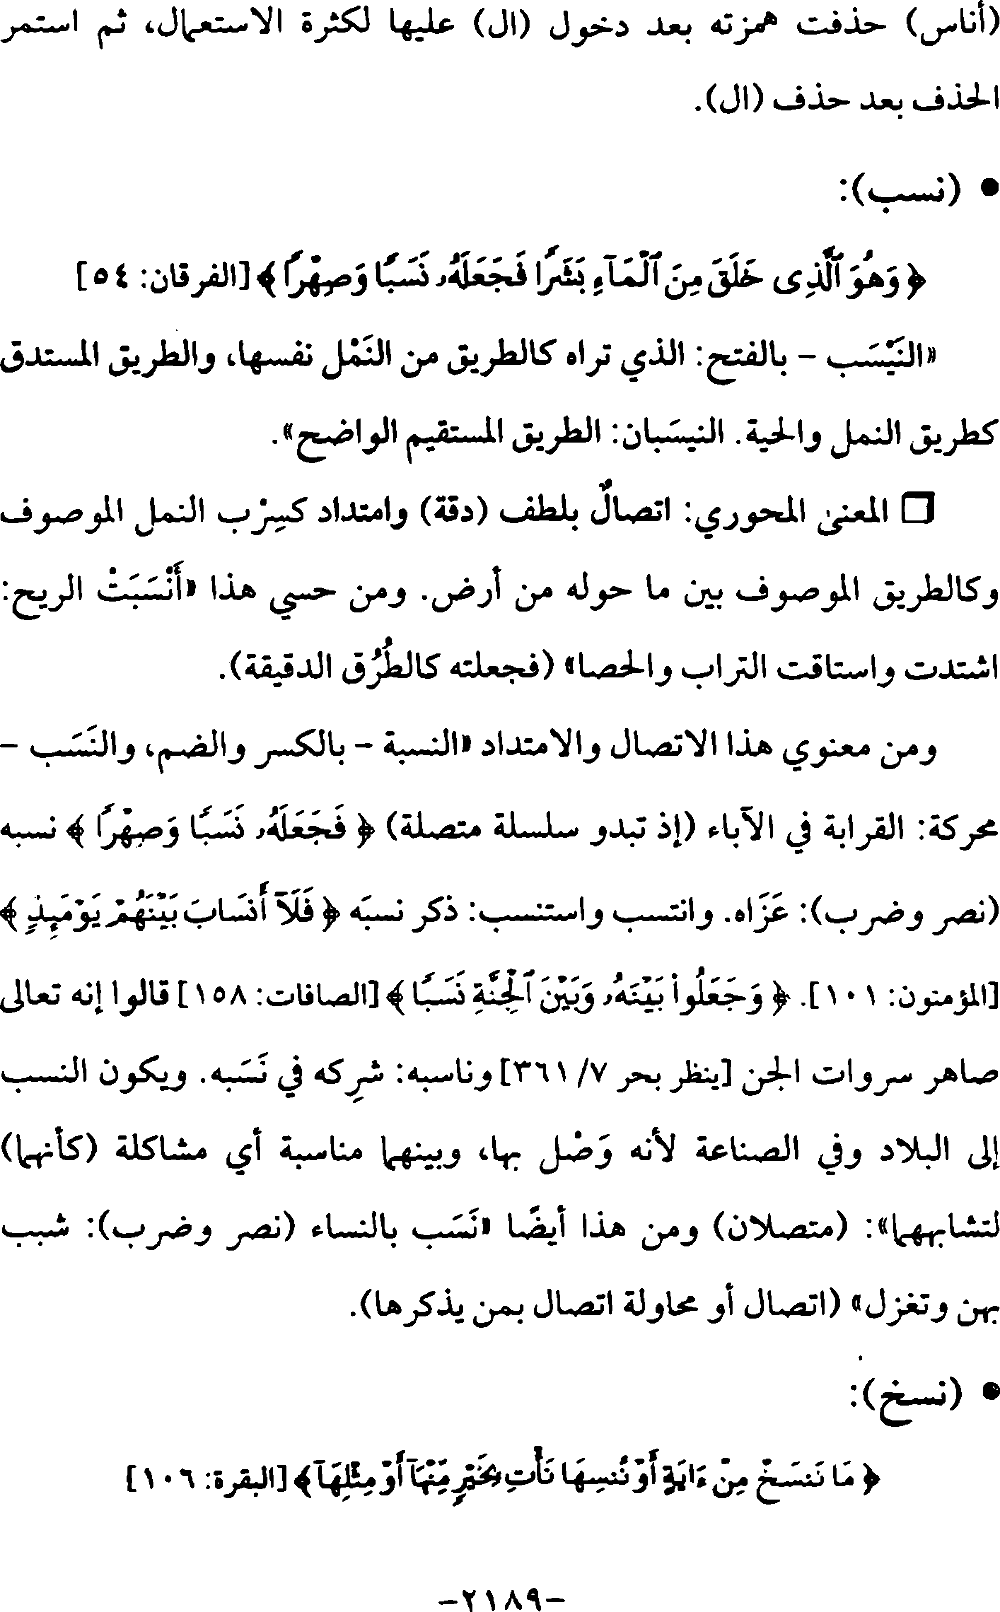 (أناس) حذفت همزته بعد دخول (ال) عليها لكثرة الاستعمال، ثم استمر
الحذف بعد حذف (ال).
• (نسب):
﴿ وَهُوَ ٱلَّذِى خَلَقَ مِنَ ٱلْمَآءِ بَشَرًا فَجَعَلَهُۥ نَسَبًا وَصِهْرًا ﴾ [الفرقان: ٥٤]
«النَيْسَب – بالفتح: الذي تراه كالطريق من النَمْل نفسها، والطريق المستدق
كطريق النمل والحية. النيسَبان: الطريق المستقيم الواضح».
❒ المعنى المحوري: اتصالٌ بلطف (دقة) وامتداد كسِرْب النمل الموصوف
وكالطريق الموصوف بين ما حوله من أرض. ومن حسي هذا «أَنْسَبَتْ الريح:
اشتدت واستاقت التراب والحصا» (فجعلته كالطُرُق الدقيقة).
ومن معنوي هذا الاتصال والامتداد «النسبة – بالكسر والضم، والنَسَب –
محركة: القرابة في الآباء (إذ تبدو سلسلة متصلة) ﴿ فَجَعَلَهُۥ نَسَبًا وَصِهْرًا ﴾ نسبه
(نصر وضرب): عَزَاه. وانتسب واستنسب: ذكر نسبَه ﴿ فَلَآ أَنسَابَ بَيْنَهُمْ يَوْمَئِذٍ ﴾
[المؤمنون: ١٠١]. ﴿ وَجَعَلُوا۟ بَيْنَهُۥ وَبَيْنَ ٱلْجِنَّةِ نَسَبًا ﴾ [الصافات: ١٥٨] قالوا إنه تعالى
صاهر سروات الجن [ينظر بحر ٧/ ٣٦١] وناسبه: شرِكه في نَسَبه. ويكون النسب
إلى البلاد وفي الصناعة لأنه وَصْل بها، وبينهما مناسبة أي مشاكلة (كأنهما)
لتشابههما»: (متصلان) ومن هذا أيضًا «نَسَب بالنساء (نصر وضرب): شبب
بهن وتغزل» (اتصال أو محاولة اتصال بمن يذكرها).
• (نسخ):
﴿ مَا نَنسَخْ مِنْ ءَايَةٍ أَوْ نُنسِهَا نَأْتِ بِخَيْرٍ مِّنْهَآ أَوْ مِثْلِهَآ ﴾ [البقرة: ١٠٦]
–٢١٨٩–